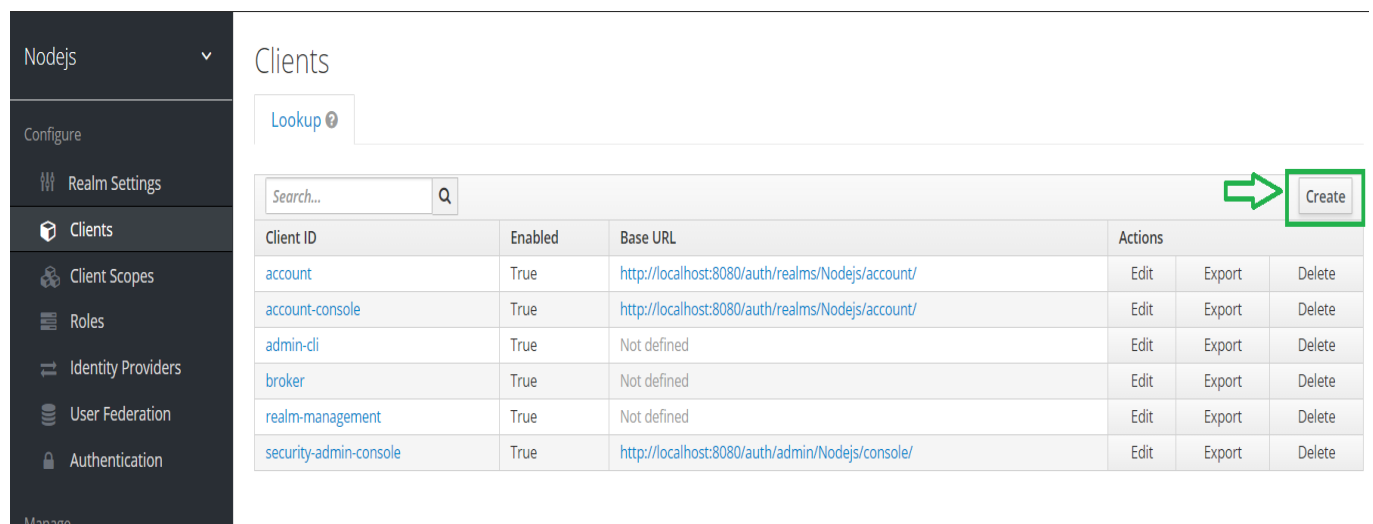 Nodejs
Configure
Realm Settings
Clients
Client Scopes
Roles
Identity Providers
User Federation
Authentication
Manage
Clients
Lookup
Search...
Create
Client ID Enabled Base URL Actions
account True http://localhost:8080/auth/realms/Nodejs/account/ Edit Export Delete
account-console True http://localhost:8080/auth/realms/Nodejs/account/ Edit Export Delete
admin-cli True Not defined Edit Export Delete
broker True Not defined Edit Export Delete
realm-management True Not defined Edit Export Delete
security-admin-console True http://localhost:8080/auth/admin/Nodejs/console/ Edit Export Delete